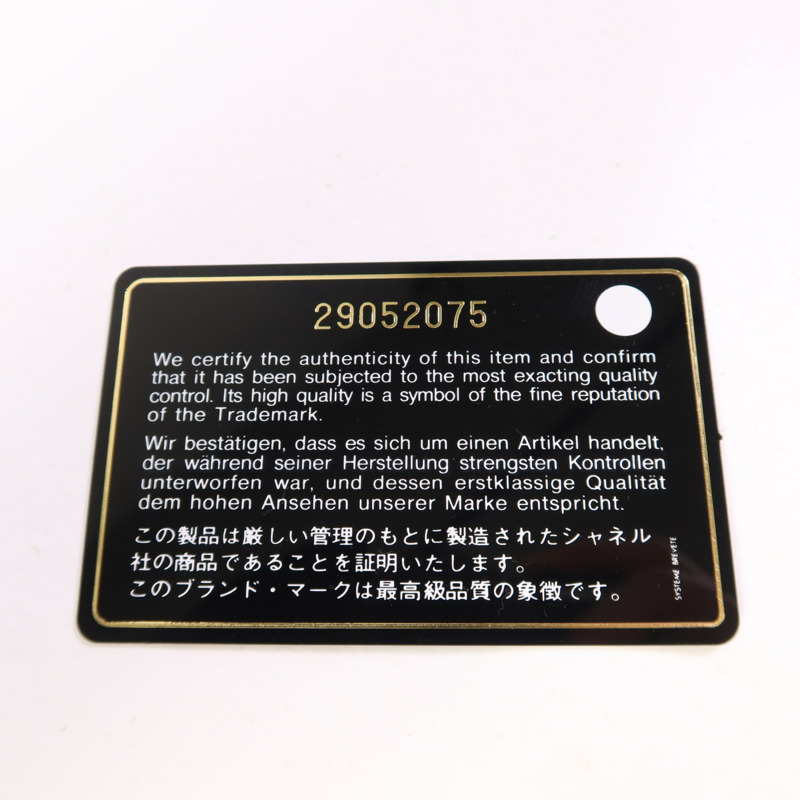 29052075
We certify the authenticity of this item and confirm
that it has been subjected to the most exacting quality
control. Its high quality is a symbol of the fine reputation
of the Trademark.
Wir bestätigen, dass es sich um einen Artikel handelt,
der während seiner Herstellung strengsten Kontrollen
unterworfen war, und dessen erstklassige Qualität
dem hohen Ansehen unserer Marke entspricht.
この製品は厳しい管理のもとに製造されたシャネル
社の商品であることを証明いたします。
このブランド・マークは最高級品質の象徴です。
SYSTEME BREVETE